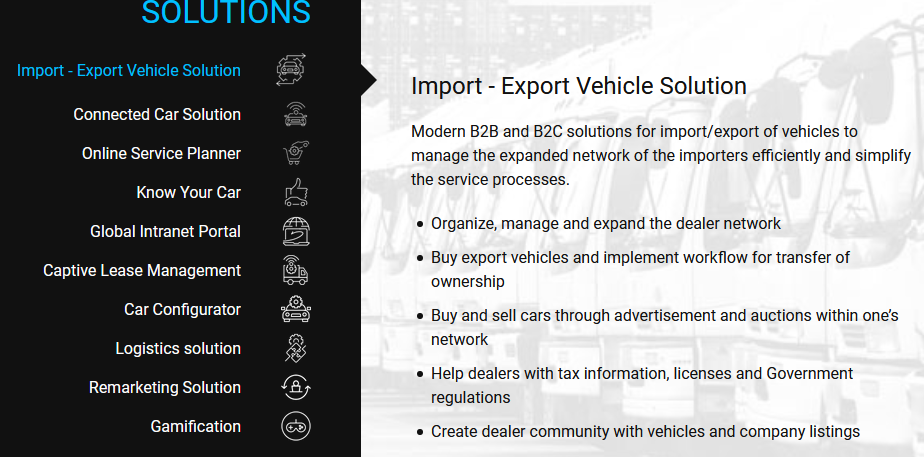 SOLUTIONS
Import - Export Vehicle Solution
Connected Car Solution
Online Service Planner
Know Your Car
Global Intranet Portal
Captive Lease Management
Car Configurator
Logistics solution
Remarketing Solution
Gamification
Import - Export Vehicle Solution
Modern B2B and B2C solutions for import/export of vehicles to
manage the expanded network of the importers efficiently and simplify
the service processes.
• Organize, manage and expand the dealer network
• Buy export vehicles and implement workflow for transfer of
ownership
• Buy and sell cars through advertisement and auctions within one’s
network
• Help dealers with tax information, licenses and Government
regulations
• Create dealer community with vehicles and company listings